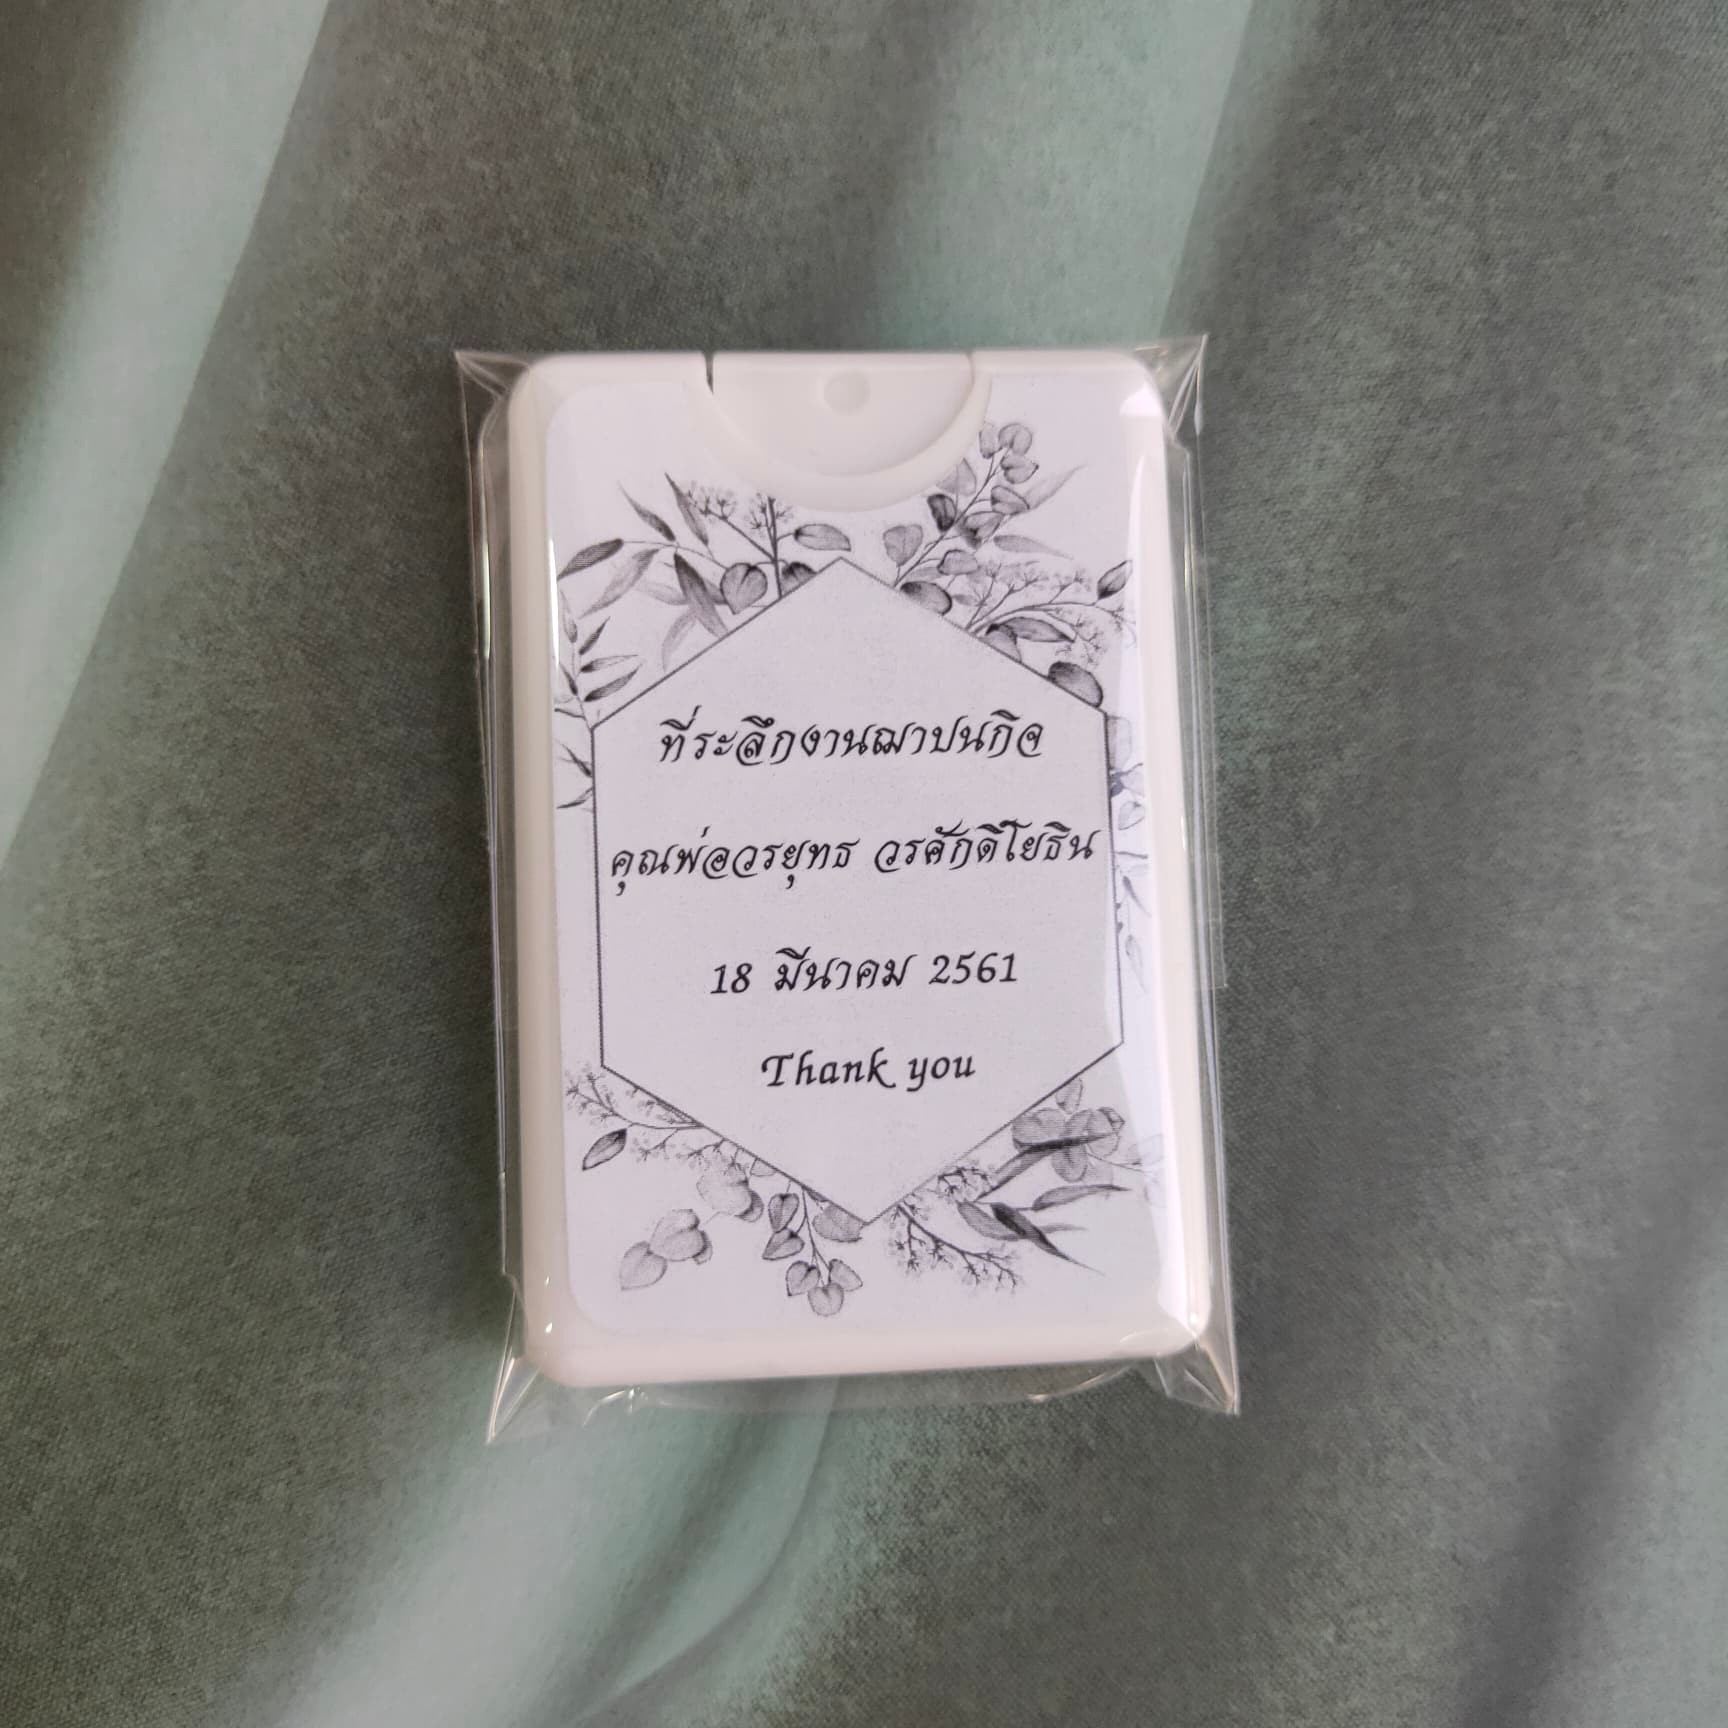 ที่ระลึกงานฌาปนกิจ
คุณพ่อวรยุทธ วรศักดิโยธิน
18 มีนาคม 2561
Thank you